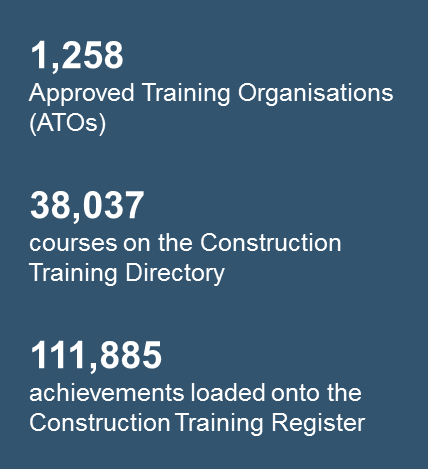 1,258
Approved Training Organisations
(ATOs)
38,037
courses on the Construction
Training Directory
111,885
achievements loaded onto the
Construction Training Register